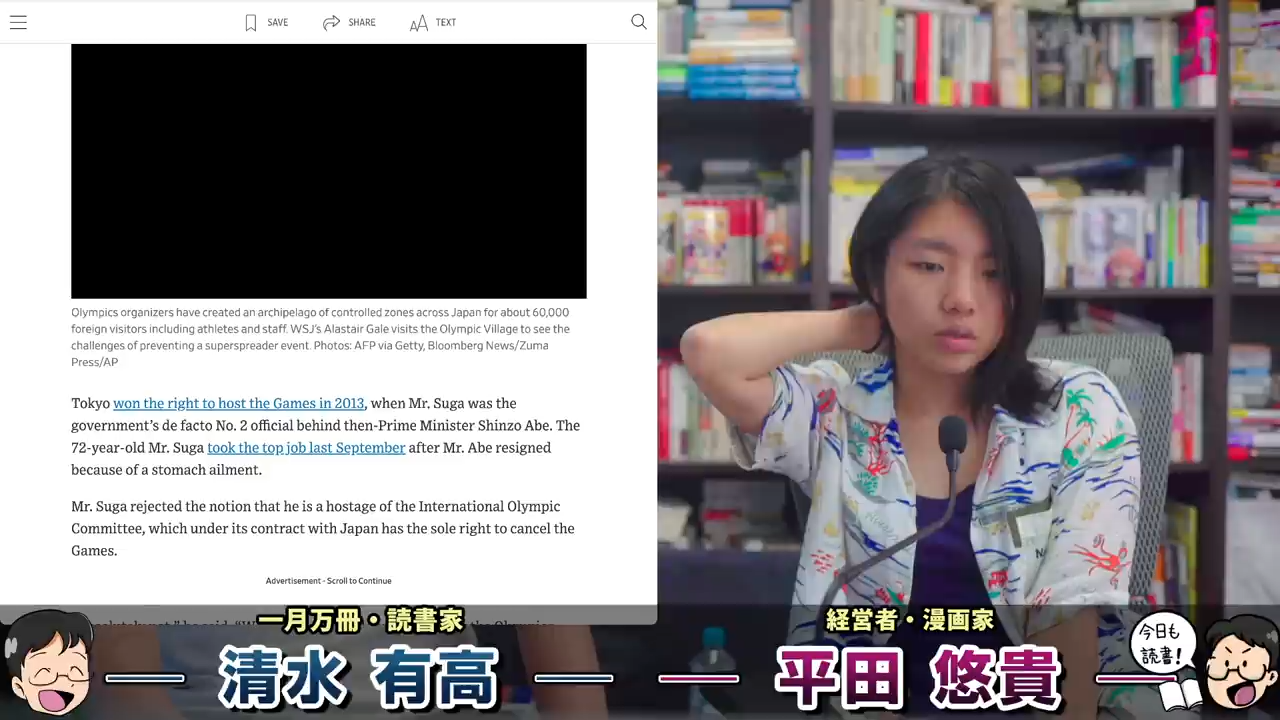 SAVE
SHARE
TEXT
Olympics organizers have created an archipelago of controlled zones across Japan for about 60,000
foreign visitors including athletes and staff. WSJ's Alastair Gale visits the Olympic Village to see the
challenges of preventing a superspreader event. Photos: AFP via Getty, Bloomberg News/Zuma
Press/AP
Tokyo won the right to host the Games in 2013, when Mr. Suga was the
government's de facto No. 2 official behind then-Prime Minister Shinzo Abe. The
72-year-old Mr. Suga took the top job last September after Mr. Abe resigned
because of a stomach ailment.
Mr. Suga rejected the notion that he is a hostage of the International Olympic
Committee, which under its contract with Japan has the sole right to cancel the
Games.
Advertisement - Scroll to Continue
一月万冊・読書家
清水 有高
経営者・漫画家
平田 悠貴
今日も
読書!